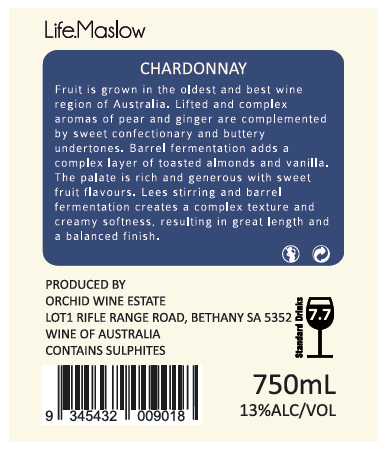 Life.Maslow
CHARDONNAY
Fruit is grown in the oldest and best wine
region of Australia. Lifted and complex
aromas of pear and ginger are complemented
by sweet confectionary and buttery
undertones. Barrel fermentation adds a
complex layer of toasted almonds and vanilla.
The palate is rich and generous with sweet
fruit flavours. Lees stirring and barrel
fermentation creates a complex texture and
creamy softness, resulting in great length and
a balanced finish.
PRODUCED BY
ORCHID WINE ESTATE
LOT1 RIFLE RANGE ROAD, BETHANY SA 5352
WINE OF AUSTRALIA
CONTAINS SULPHITES
Standard Drinks
7.7
9 345432 009018
750mL
13%ALC/VOL